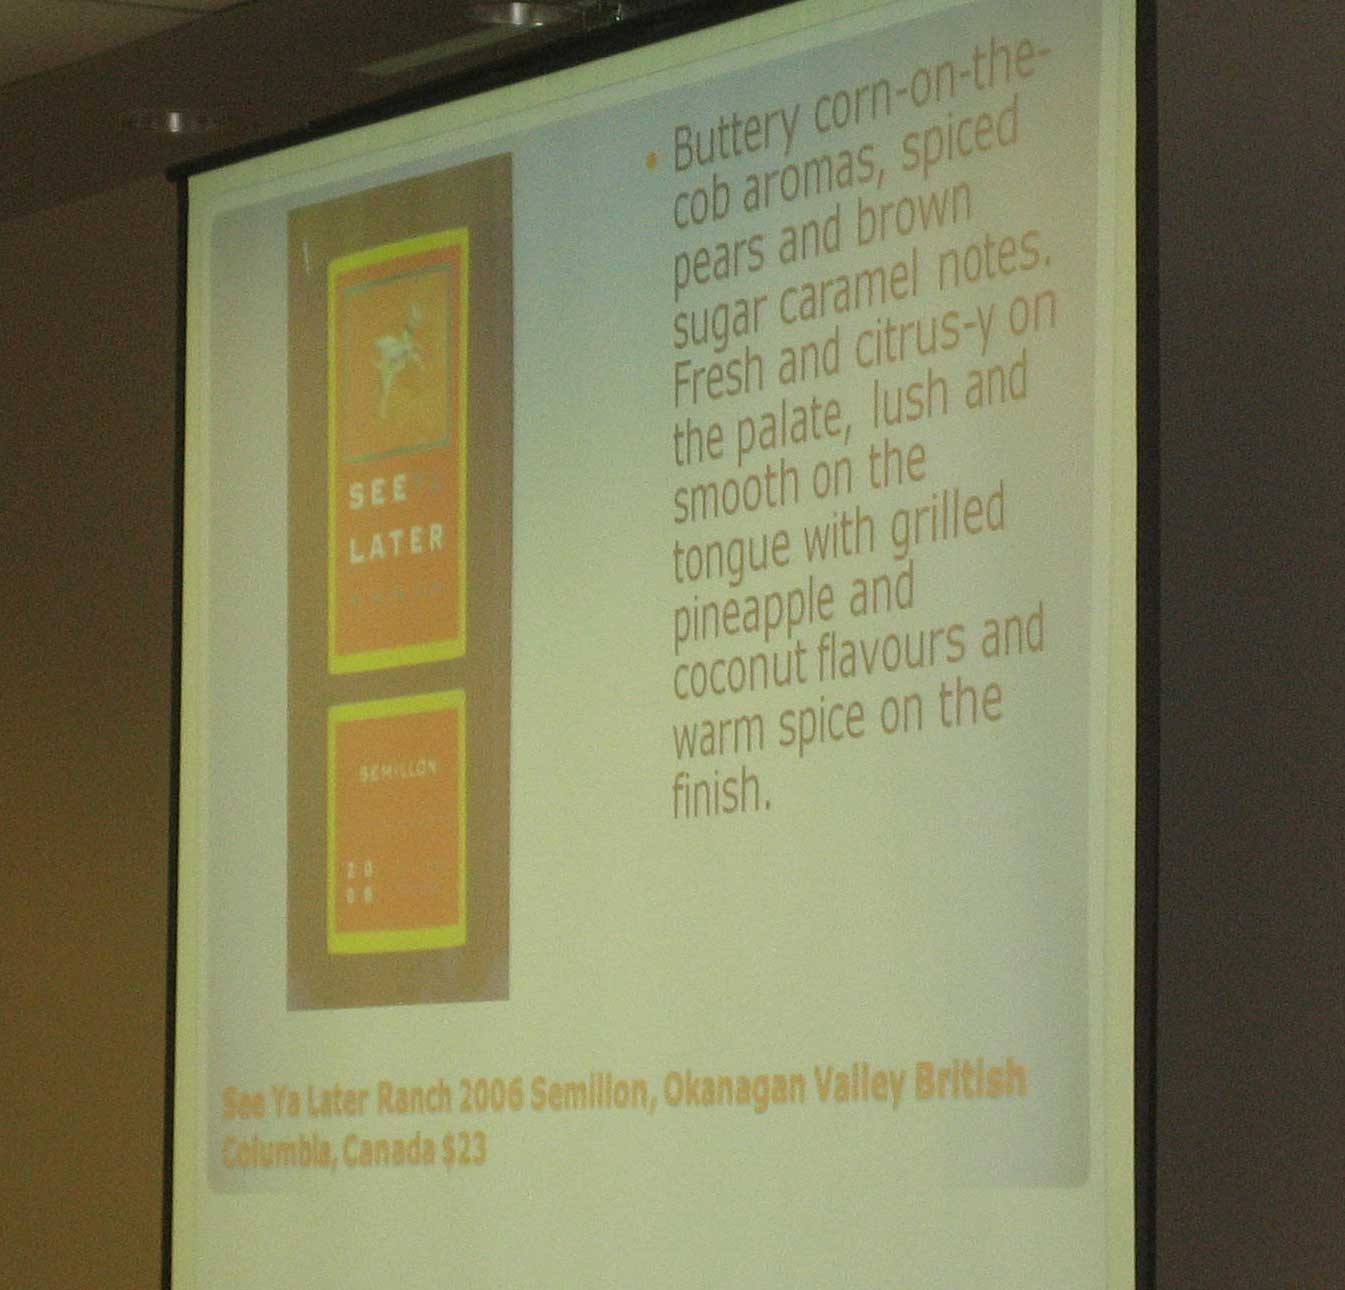 Buttery corn-on-the-
cob aromas, spiced
pears and brown
sugar caramel notes.
Fresh and citrus-y on
the palate, lush and
smooth on the
tongue with grilled
pineapple and
coconut flavours and
warm spice on the
finish.
SEE
LATER
SEMILLON
20
06
See Ya Later Ranch 2006 Semillon, Okanagan Valley British
Columbia, Canada $23